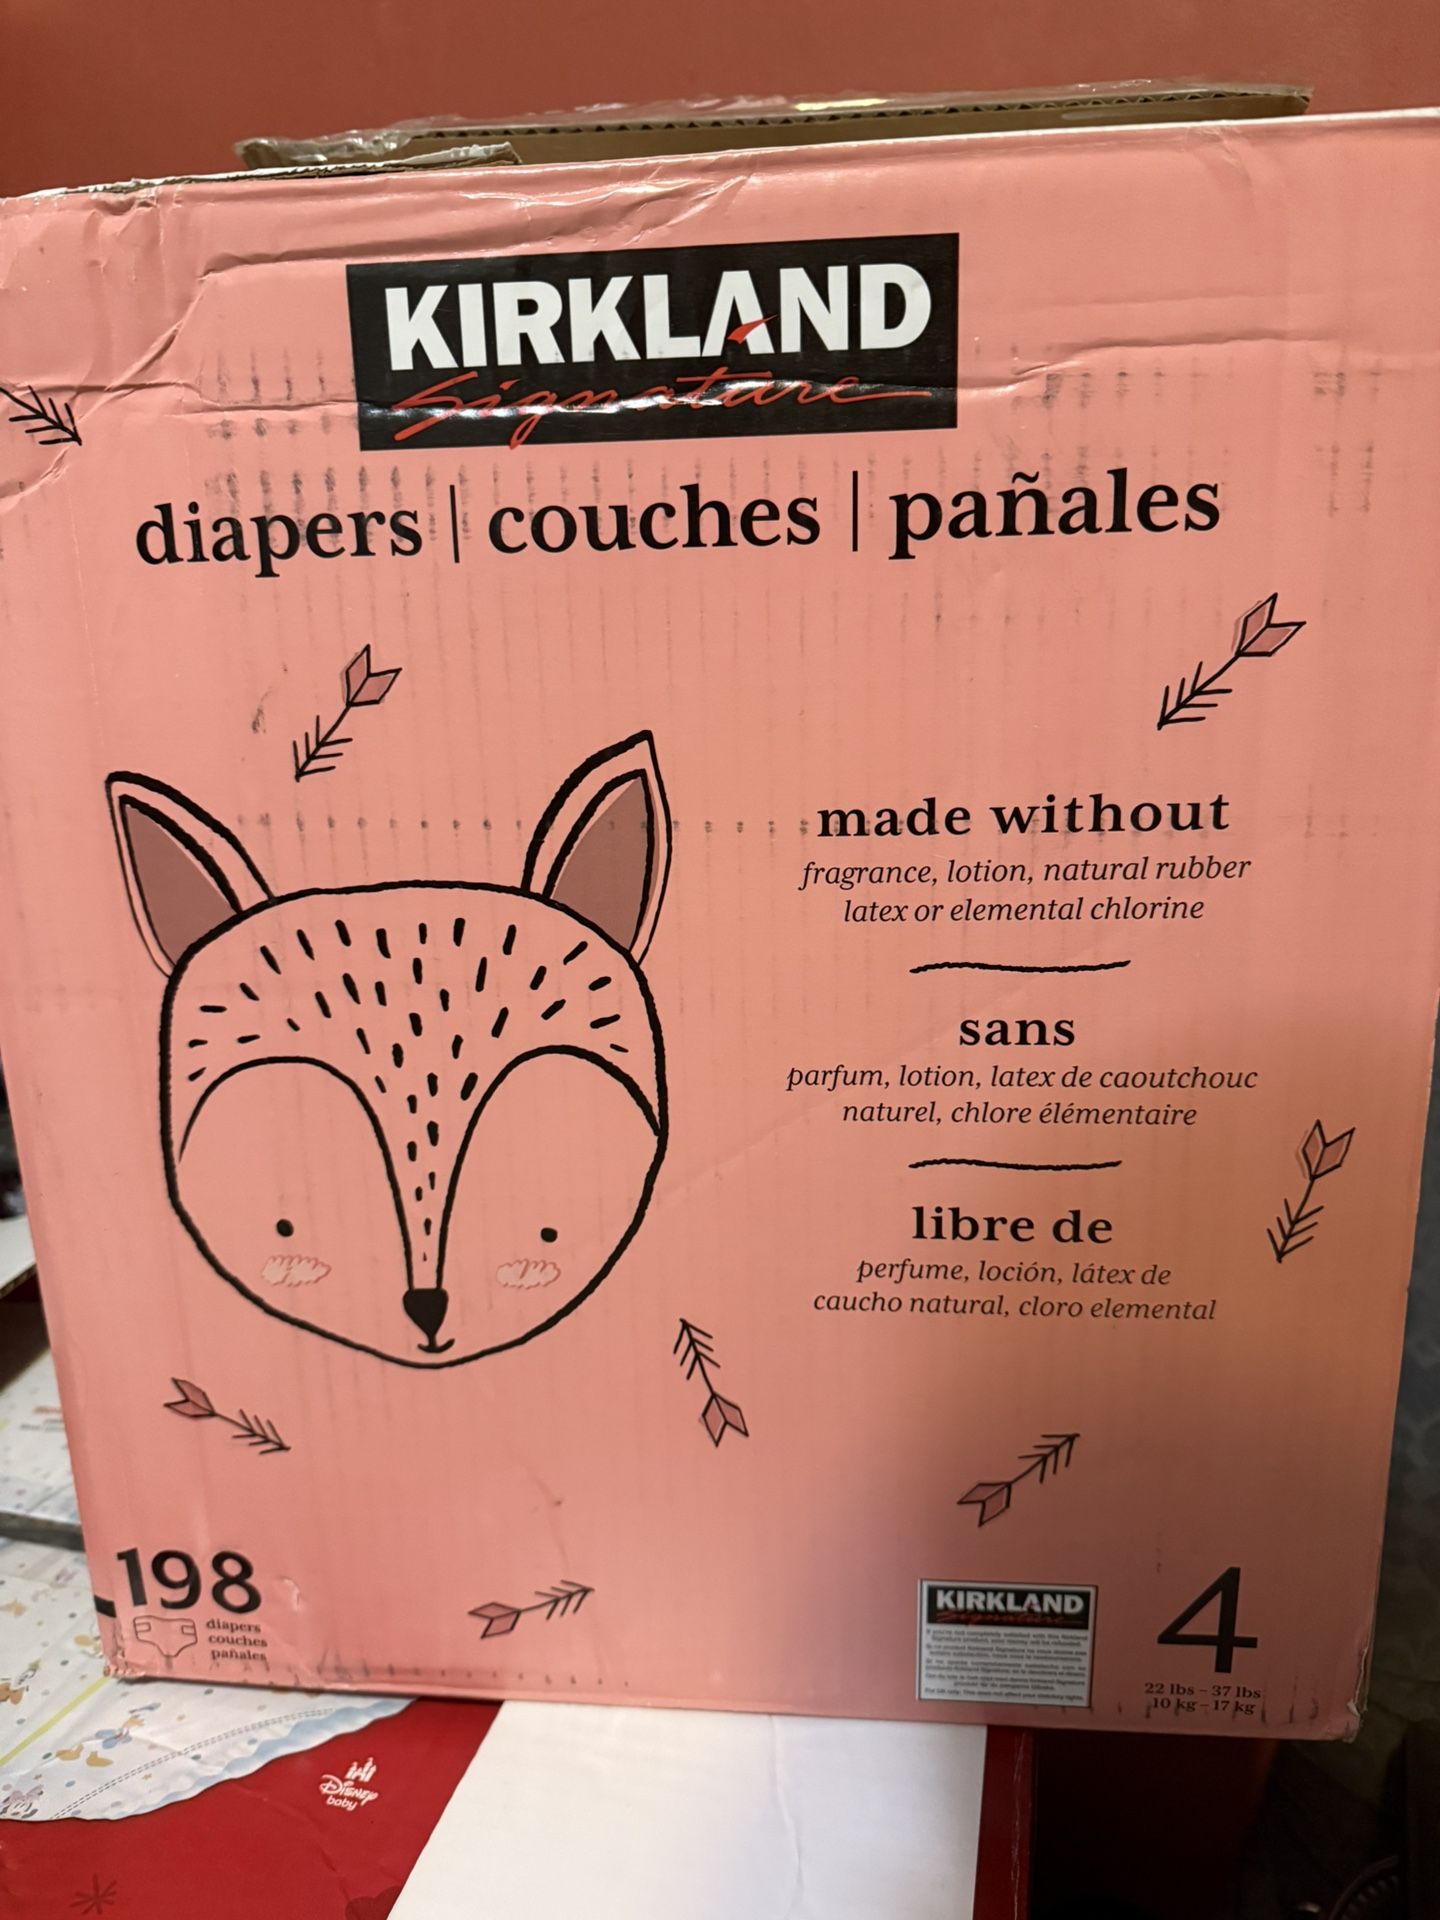 KIRKLAND
Signature
diapers | couches | pañales
made without
fragrance, lotion, natural rubber
latex or elemental chlorine
sans
parfum, lotion, latex de caoutchouc
naturel, chlore élémentaire
libre de
perfume, loción, látex de
caucho natural, cloro elemental
198
diapers
couches
pañales
KIRKLAND
Signature
4
22 lbs – 37 lbs
10 kg – 17 kg
DISNEY
baby